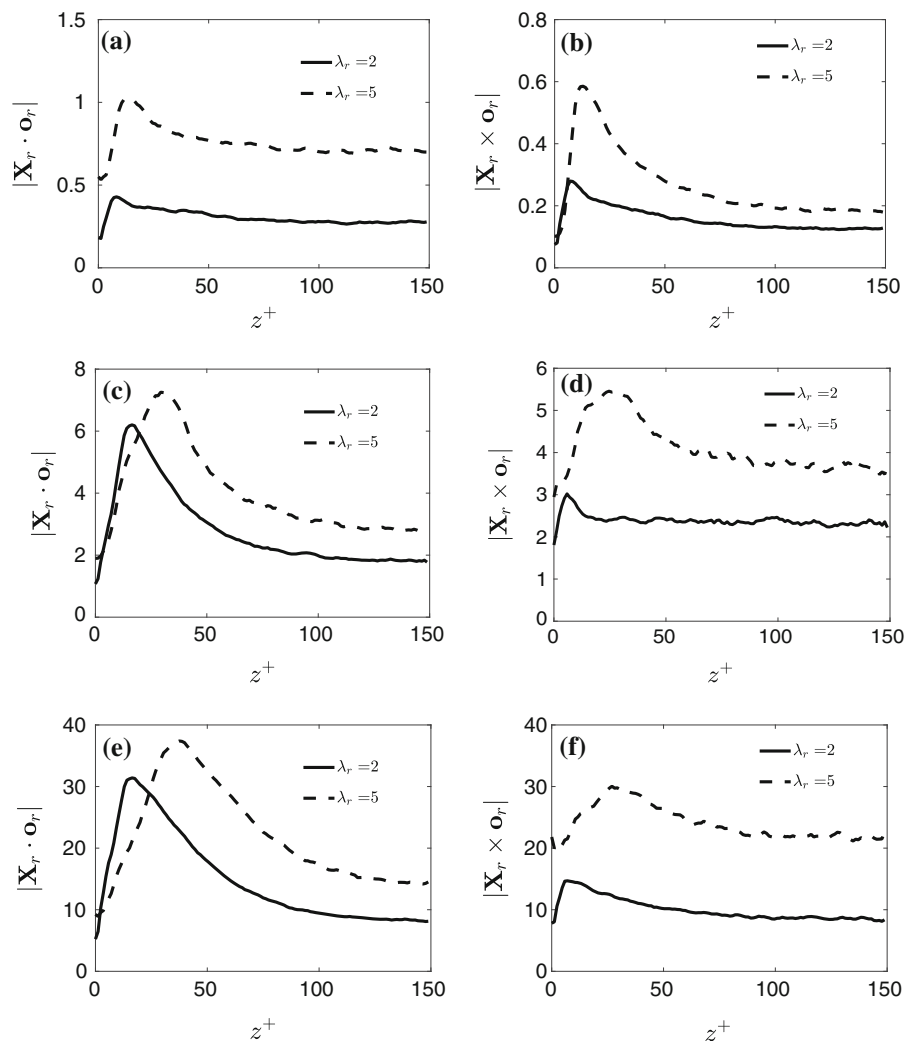 (a)
λr =2
λr =5
|Xr · or|
1.5
1
0.5
0
0 50 100 150
z+
(b)
λr =2
λr =5
|Xr × or|
0.8
0.6
0.4
0.2
0
0 50 100 150
z+
(c)
λr =2
λr =5
|Xr · or|
8
6
4
2
0
0 50 100 150
z+
(d)
λr =2
λr =5
|Xr × or|
6
5
4
3
2
1
0
0 50 100 150
z+
(e)
λr =2
λr =5
|Xr · or|
40
30
20
10
0
0 50 100 150
z+
(f)
λr =2
λr =5
|Xr × or|
40
30
20
10
0
0 50 100 150
z+